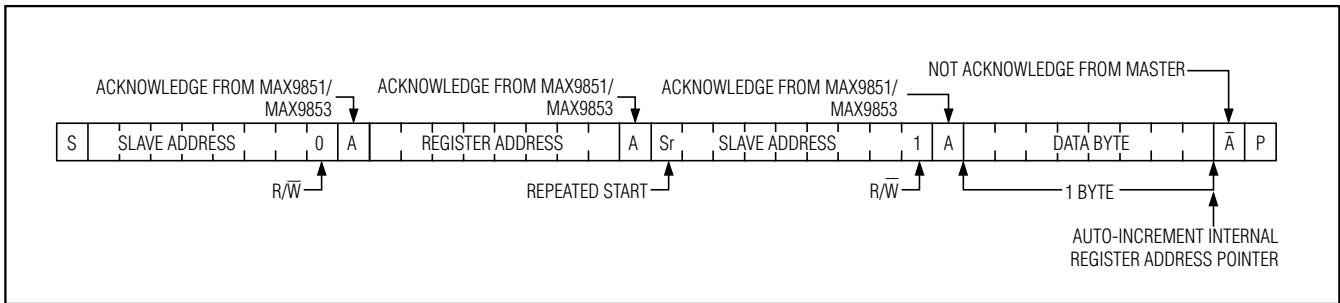 NOT ACKNOWLEDGE FROM MASTER
ACKNOWLEDGE FROM MAX9851/
MAX9853
ACKNOWLEDGE FROM MAX9851/
MAX9853
ACKNOWLEDGE FROM MAX9851/
MAX9853
S SLAVE ADDRESS 0 A REGISTER ADDRESS A Sr SLAVE ADDRESS 1 A DATA BYTE A̅ P
R/W̅ REPEATED START R/W̅ 1 BYTE
AUTO-INCREMENT INTERNAL
REGISTER ADDRESS POINTER